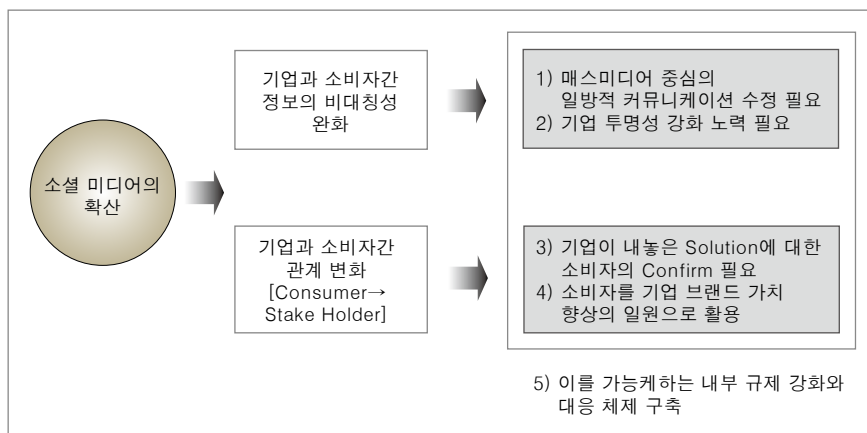 소셜 미디어의
확산
기업과 소비자간
정보의 비대칭성
완화
1) 매스미디어 중심의
일방적 커뮤니케이션 수정 필요
2) 기업 투명성 강화 노력 필요
기업과 소비자간
관계 변화
[Consumer→
Stake Holder]
3) 기업이 내놓은 Solution에 대한
소비자의 Confirm 필요
4) 소비자를 기업 브랜드 가치
향상의 일원으로 활용
5) 이를 가능케하는 내부 규제 강화와
대응 체제 구축